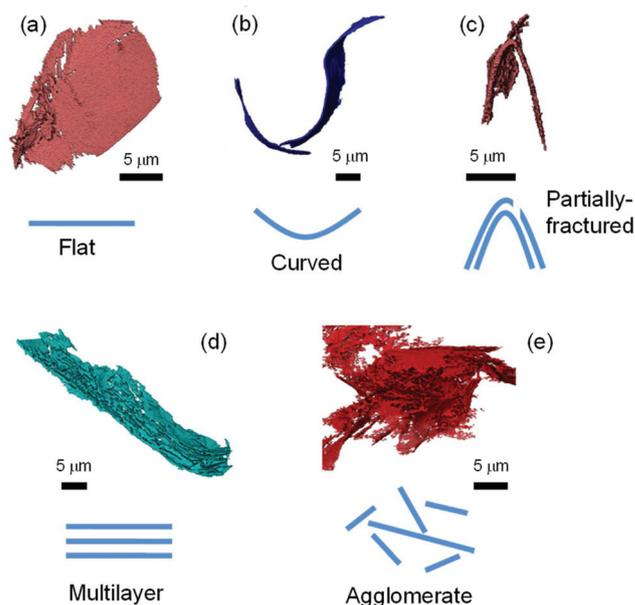 (a)
(b)
(c)
5 μm
5 μm
5 μm
Flat
Curved
Partially-
fractured
(d)
(e)
5 μm
5 μm
Multilayer
Agglomerate